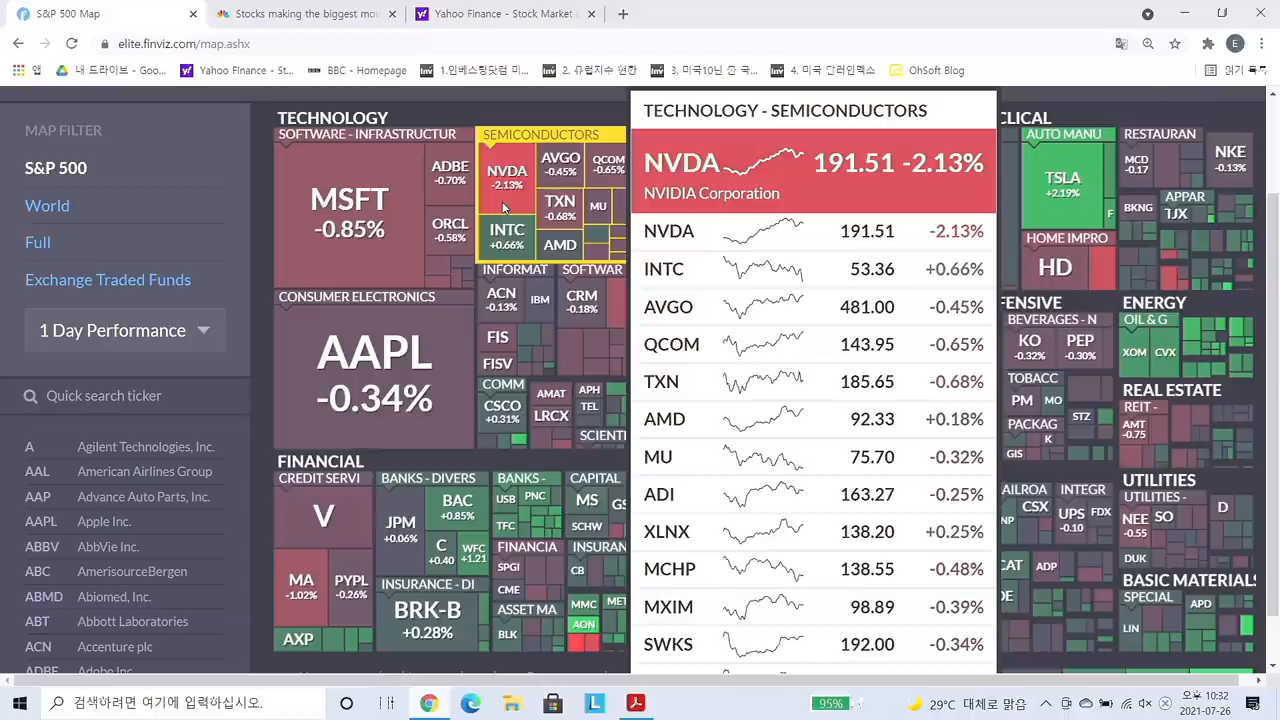 S&P 500 Map
Stocks making the biggest mov
Yahoo Finance - Stock Market
elite.finviz.com/map.ashx
앱
내 드라이브 - Goo...
Yahoo Finance - St...
BBC - Homepage
1.인베스팅닷컴 미...
2. 유럽지수 현황
3. 미국10년 준 국...
4. 미국 단러인덱스
OhSoft Blog
읽기 목록
MAP FILTER
S&P 500
World
Full
Exchange Traded Funds
1 Day Performance
Quick search ticker
A Agilent Technologies, Inc.
AAL American Airlines Group
AAP Advance Auto Parts, Inc.
AAPL Apple Inc.
ABBV AbbVie Inc.
ABC AmerisourceBergen
ABMD Abiomed, Inc.
ABT Abbott Laboratories
ACN Accenture plc
ADBE Adobe Inc.
TECHNOLOGY
SOFTWARE - INFRASTRUCTUR
MSFT
-0.85%
ADBE
-0.70%
ORCL
-0.58%
SEMICONDUCTORS
NVDA
-2.13%
AVGO
-0.45%
QCOM
-0.65%
TXN
-0.68%
MU
INTC
+0.66%
AMD
CONSUMER ELECTRONICS
AAPL
-0.34%
INFORMAT
ACN
-0.13%
IBM
FIS
FISV
SOFTWAR
CRM
-0.18%
COMM
CSCO
+0.31%
AMAT
LRCX
APH
TEL
SCIENTI
FINANCIAL
CREDIT SERVI
V
MA
-1.02%
PYPL
-0.26%
AXP
BANKS - DIVERS
JPM
+0.06%
BAC
+0.85%
C
+0.40
WFC
+1.21
INSURANCE - DI
BRK-B
+0.28%
BANKS -
USB
PNC
TFC
CAPITAL
MS
GS
SCHW
FINANCIA
SPGI
CME
INSURAN
CB
ASSET MA
BLK
MMC
MET
AON
TECHNOLOGY - SEMICONDUCTORS
NVDA 191.51 -2.13%
NVIDIA Corporation
NVDA 191.51 -2.13%
INTC 53.36 +0.66%
AVGO 481.00 -0.45%
QCOM 143.95 -0.65%
TXN 185.65 -0.68%
AMD 92.33 +0.18%
MU 75.70 -0.32%
ADI 163.27 -0.25%
XLNX 138.20 +0.25%
MCHP 138.55 -0.48%
MXIM 98.89 -0.39%
SWKS 192.00 -0.34%
CLICAL
AUTO MANU
TSLA
+2.19%
F
RESTAURAN
MCD
-0.17
NKE
-0.13%
BKNG
APPAR
TJX
HOME IMPRO
HD
FENSIVE
BEVERAGES - N
KO
-0.32%
PEP
-0.30%
TOBACC
PM
MO
STZ
PACKAG
K
GIS
ENERGY
OIL & G
XOM
CVX
REAL ESTATE
REIT -
AMT
-0.75
AILROA
NP
CSX
INTEGR
UPS
-0.10
FDX
CAT
ADP
DE
UTILITIES
UTILITIES -
NEE
-0.55
SO
D
DUK
BASIC MATERIALS
SPECIAL
APD
LIN
검색하려면 여기에 입력하십시오.
95%
29°C 대체로 맑음
오후 10:32
2021-07-26